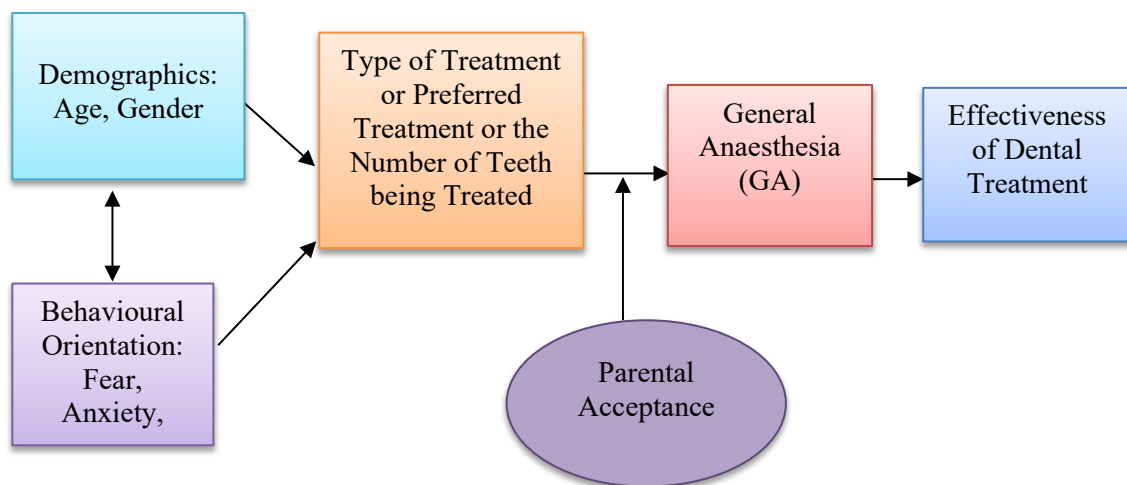 Demographics:
Age, Gender
Behavioural
Orientation:
Fear,
Anxiety,
Type of Treatment
or Preferred
Treatment or the
Number of Teeth
being Treated
General
Anaesthesia
(GA)
Effectiveness
of Dental
Treatment
Parental
Acceptance